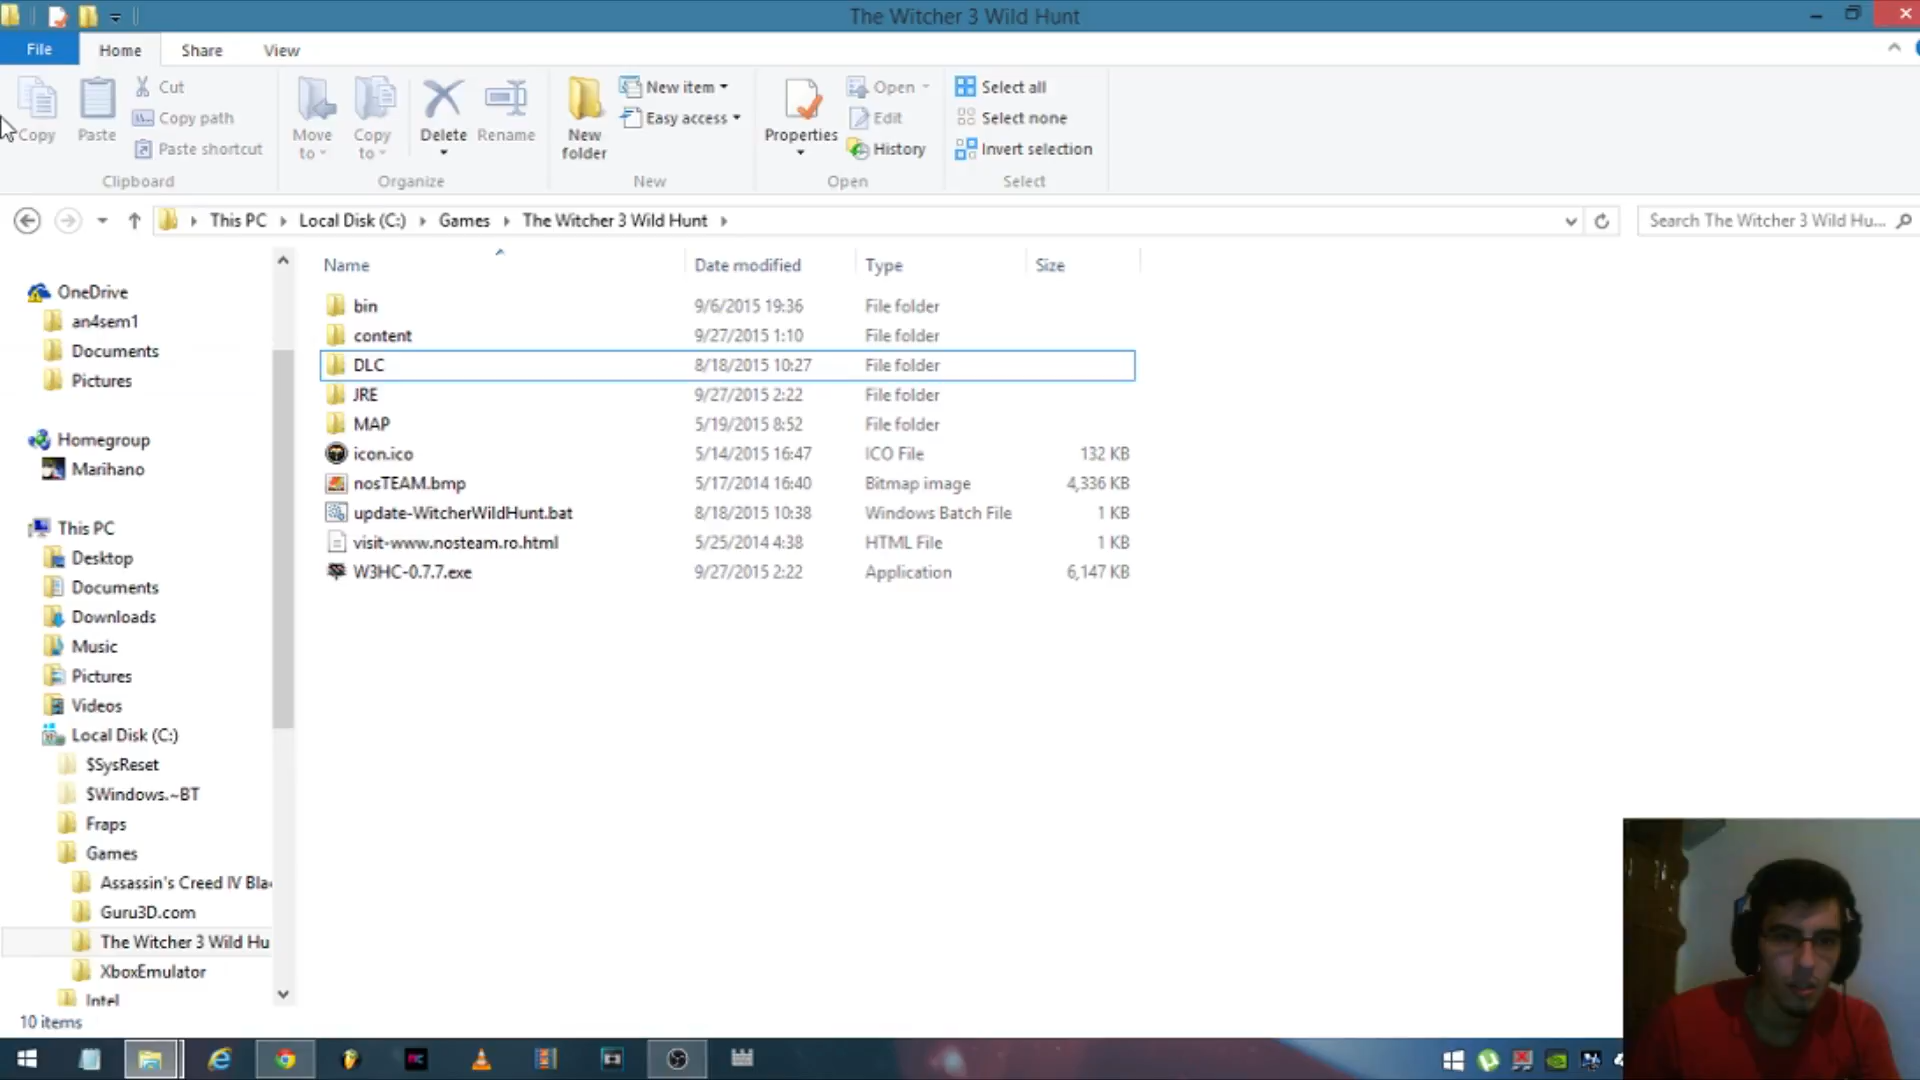 The Witcher 3 Wild Hunt
File Home Share View
Copy
Paste
Cut
Copy path
Paste shortcut
Clipboard
Move to
Copy to
Delete
Rename
Organize
New folder
New item
Easy access
New
Properties
Open
Edit
History
Open
Select all
Select none
Invert selection
Select
This PC Local Disk (C:) Games The Witcher 3 Wild Hunt
Search The Witcher 3 Wild Hu...
Name Date modified Type Size
OneDrive
an4sem1
Documents
Pictures
Homegroup
Marihano
This PC
Desktop
Documents
Downloads
Music
Pictures
Videos
Local Disk (C:)
$SysReset
$Windows.~BT
Fraps
Games
Assassin's Creed IV Bla
Guru3D.com
The Witcher 3 Wild Hu
XboxEmulator
Intel
bin 9/6/2015 19:36 File folder
content 9/27/2015 1:10 File folder
DLC 8/18/2015 10:27 File folder
JRE 9/27/2015 2:22 File folder
MAP 5/19/2015 8:52 File folder
icon.ico 5/14/2015 16:47 ICO File 132 KB
nosTEAM.bmp 5/17/2014 16:40 Bitmap image 4,336 KB
update-WitcherWildHunt.bat 8/18/2015 10:38 Windows Batch File 1 KB
visit-www.nosteam.ro.html 5/25/2014 4:38 HTML File 1 KB
W3HC-0.7.7.exe 9/27/2015 2:22 Application 6,147 KB
10 items